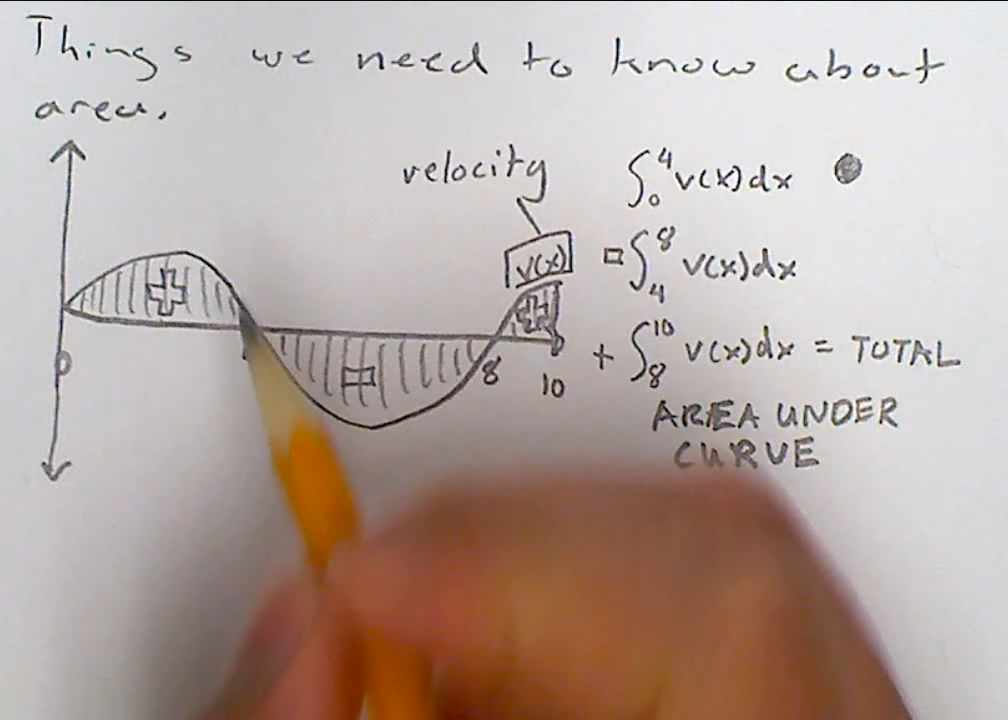 Things we need to know about
area.
velocity
v(x)
+
-
+
0
8
10
∫₀⁴ v(x)dx
-∫₄⁸ v(x)dx
+ ∫₈¹⁰ v(x)dx = TOTAL
AREA UNDER
CURVE